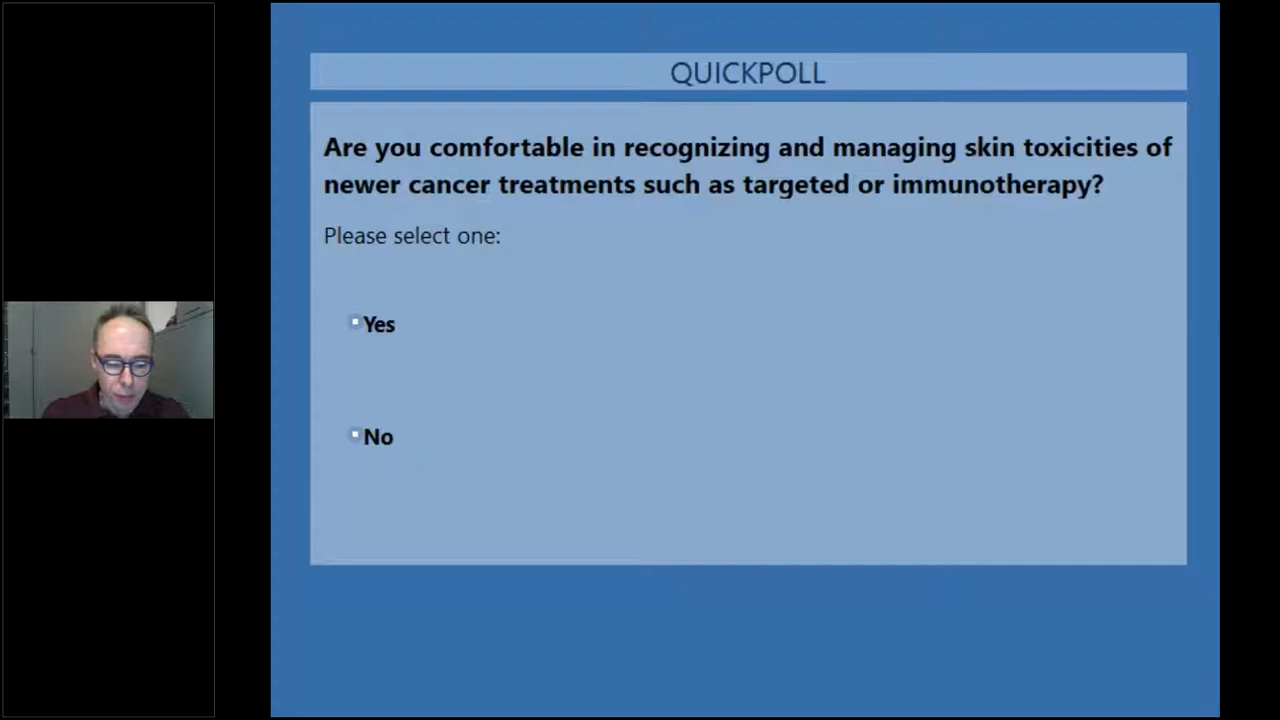 QUICKPOLL
Are you comfortable in recognizing and managing skin toxicities of
newer cancer treatments such as targeted or immunotherapy?
Please select one:
Yes
No